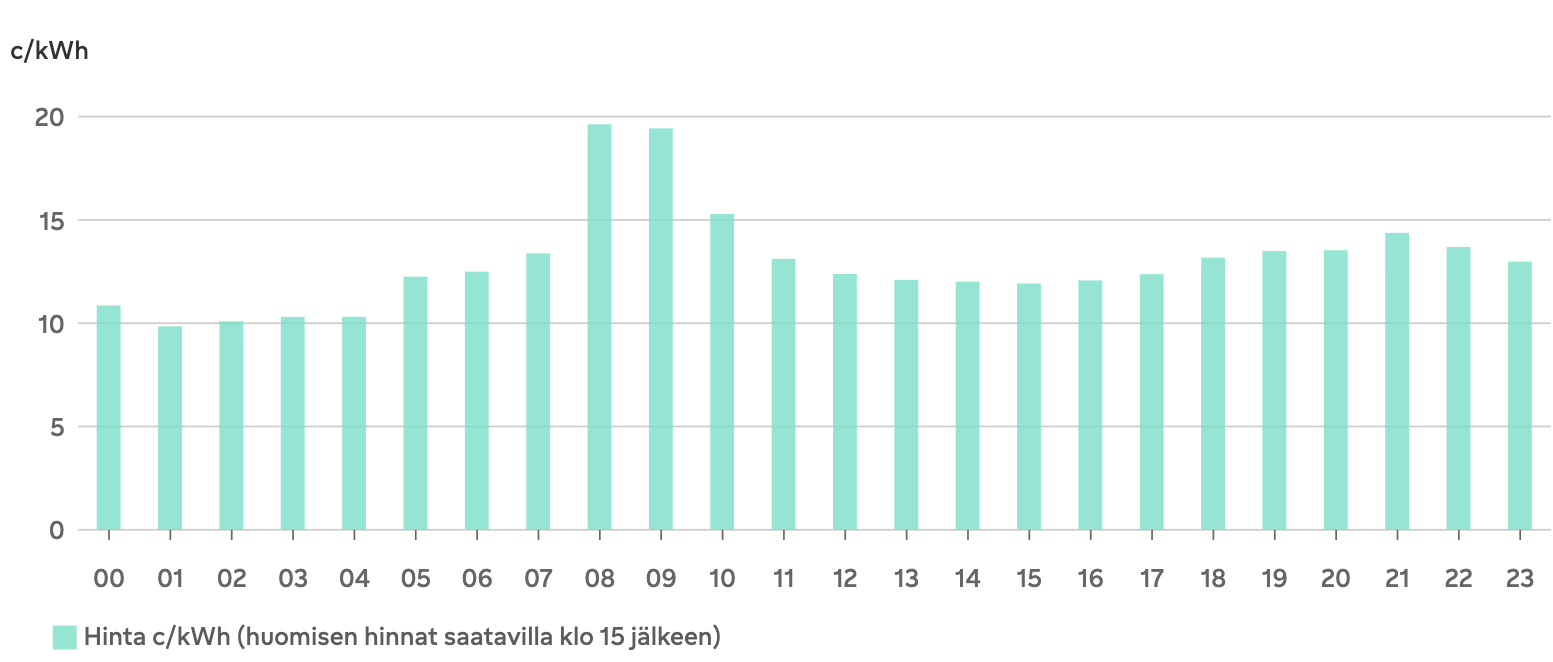 c/kWh
20
15
10
5
0
00 01 02 03 04 05 06 07 08 09 10 11 12 13 14 15 16 17 18 19 20 21 22 23
Hinta c/kWh (huomisen hinnat saatavilla klo 15 jälkeen)